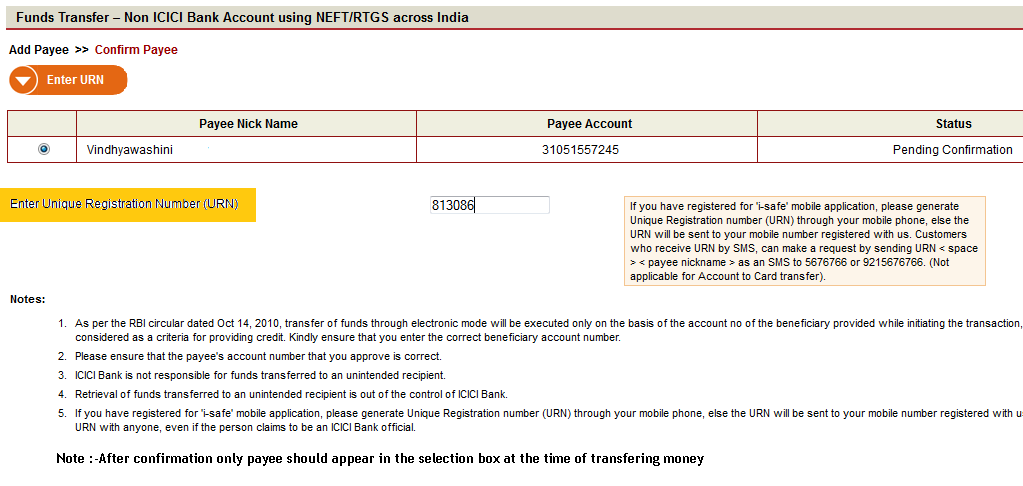 Funds Transfer – Non ICICI Bank Account using NEFT/RTGS across India
Add Payee >> Confirm Payee
Enter URN
Payee Nick Name Payee Account Status
Vindhyawashini 31051557245 Pending Confirmation
Enter Unique Registration Number (URN) 813086
If you have registered for 'i-safe' mobile application, please generate
Unique Registration number (URN) through your mobile phone, else the
URN will be sent to your mobile number registered with us. Customers
who receive URN by SMS, can make a request by sending URN < space
> < payee nickname > as an SMS to 5676766 or 9215676766. (Not
applicable for Account to Card transfer).
Notes:
1. As per the RBI circular dated Oct 14, 2010, transfer of funds through electronic mode will be executed only on the basis of the account no of the beneficiary provided while initiating the transaction,
considered as a criteria for providing credit. Kindly ensure that you enter the correct beneficiary account number.
2. Please ensure that the payee's account number that you approve is correct.
3. ICICI Bank is not responsible for funds transferred to an unintended recipient.
4. Retrieval of funds transferred to an unintended recipient is out of the control of ICICI Bank.
5. If you have registered for 'i-safe' mobile application, please generate Unique Registration number (URN) through your mobile phone, else the URN will be sent to your mobile number registered with u
URN with anyone, even if the person claims to be an ICICI Bank official.
Note :-After confirmation only payee should appear in the selection box at the time of transfering money